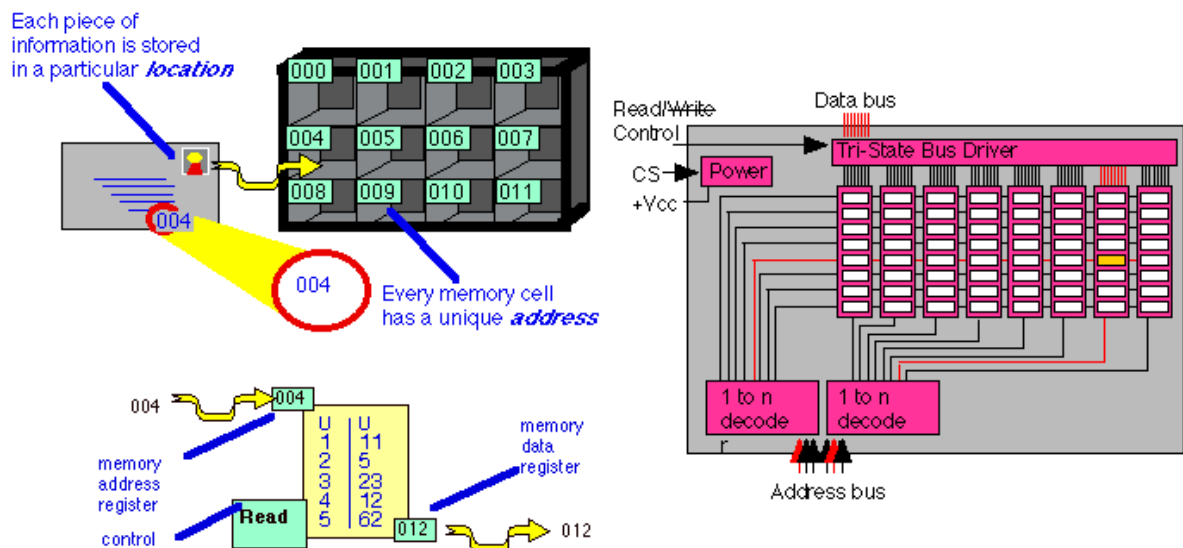 Each piece of
information is stored
in a particular location
000 001 002 003
004 005 006 007
008 009 010 011
004
004
Every memory cell
has a unique address
004
004
U U
1 11
2 5
3 23
4 12
5 62
memory
address
register
control
Read
memory
data
register
012
012
Read/Write
Control
Data bus
Tri-State Bus Driver
CS
Power
+Vcc
1 to n
decode
r
1 to n
decode
Address bus